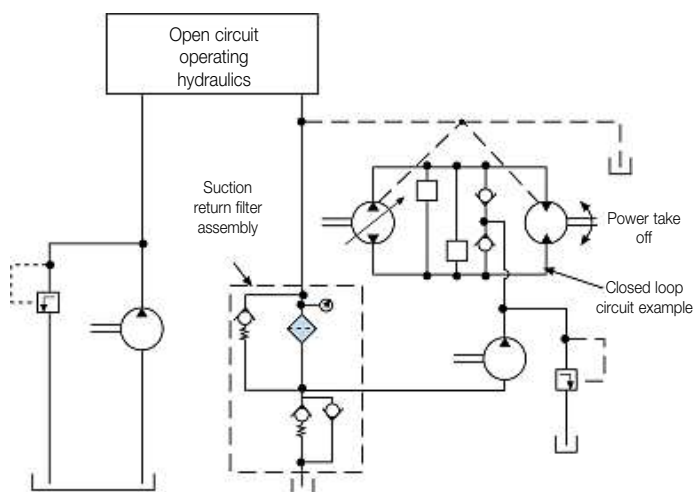 Open circuit
operating
hydraulics
Suction
return filter
assembly
Power take
off
Closed loop
circuit example